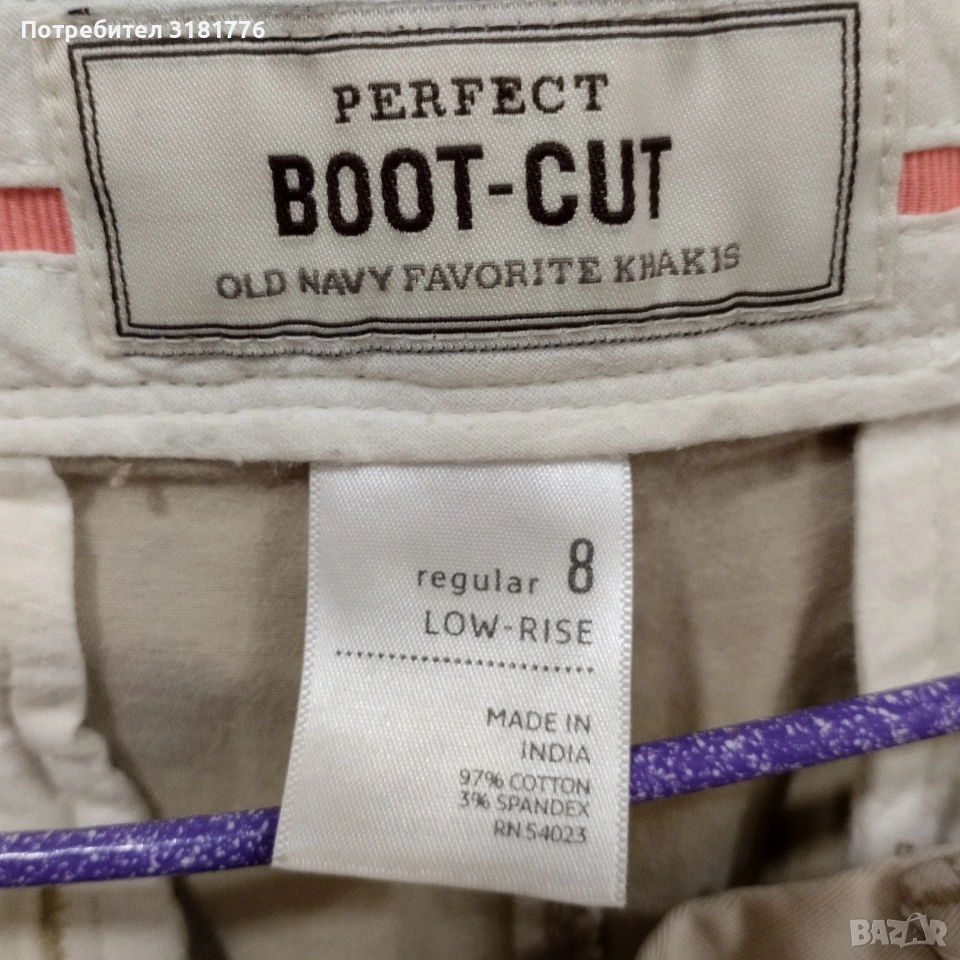 Потребител 3181776
PERFECT
BOOT-CUT
OLD NAVY FAVORITE KHAKIS
regular 8
LOW-RISE
MADE IN
INDIA
97% COTTON
3% SPANDEX
RN 54023
BAZAR